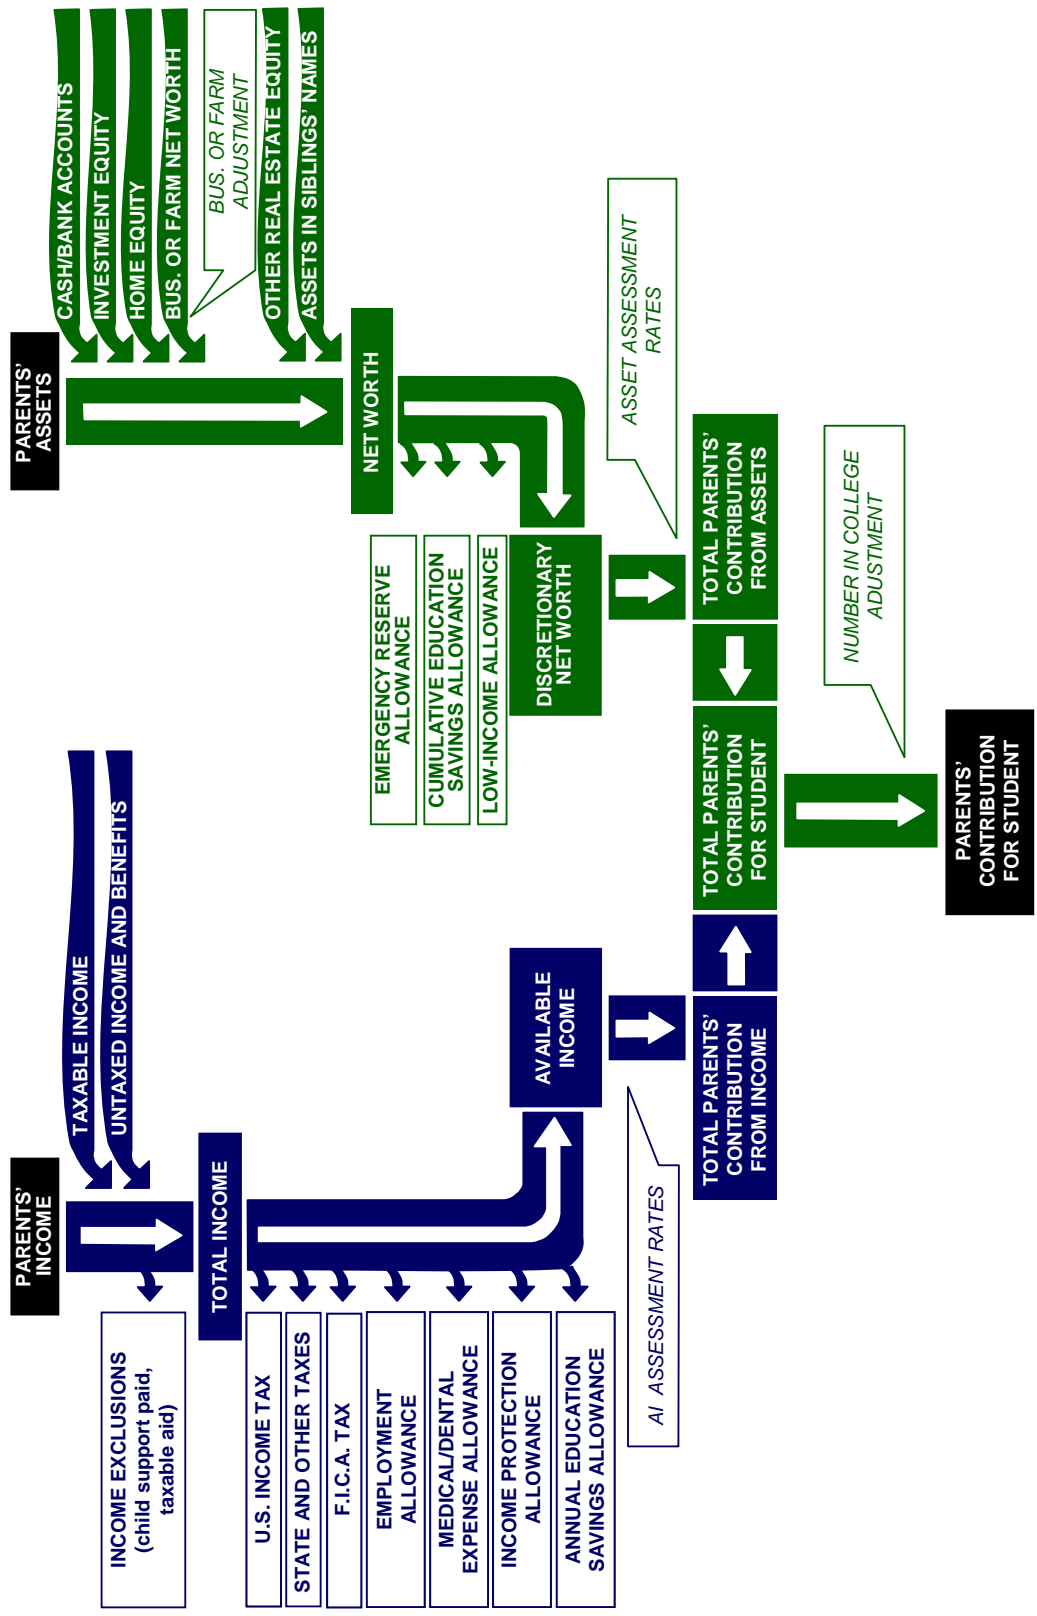 PARENTS'
INCOME
TAXABLE INCOME
UNTAXED INCOME AND BENEFITS
INCOME EXCLUSIONS
(child support paid,
taxable aid)
TOTAL INCOME
U.S. INCOME TAX
STATE AND OTHER TAXES
F.I.C.A. TAX
EMPLOYMENT
ALLOWANCE
MEDICAL/DENTAL
EXPENSE ALLOWANCE
INCOME PROTECTION
ALLOWANCE
ANNUAL EDUCATION
SAVINGS ALLOWANCE
AVAILABLE
INCOME
AI ASSESSMENT RATES
TOTAL PARENTS'
CONTRIBUTION
FROM INCOME
PARENTS'
ASSETS
CASH/BANK ACCOUNTS
INVESTMENT EQUITY
HOME EQUITY
BUS. OR FARM NET WORTH
BUS. OR FARM
ADJUSTMENT
OTHER REAL ESTATE EQUITY
ASSETS IN SIBLINGS' NAMES
NET WORTH
EMERGENCY RESERVE
ALLOWANCE
CUMULATIVE EDUCATION
SAVINGS ALLOWANCE
LOW-INCOME ALLOWANCE
DISCRETIONARY
NET WORTH
ASSET ASSESSMENT
RATES
TOTAL PARENTS'
CONTRIBUTION
FROM ASSETS
TOTAL PARENTS'
CONTRIBUTION
FOR STUDENT
NUMBER IN COLLEGE
ADUSTMENT
PARENTS'
CONTRIBUTION
FOR STUDENT